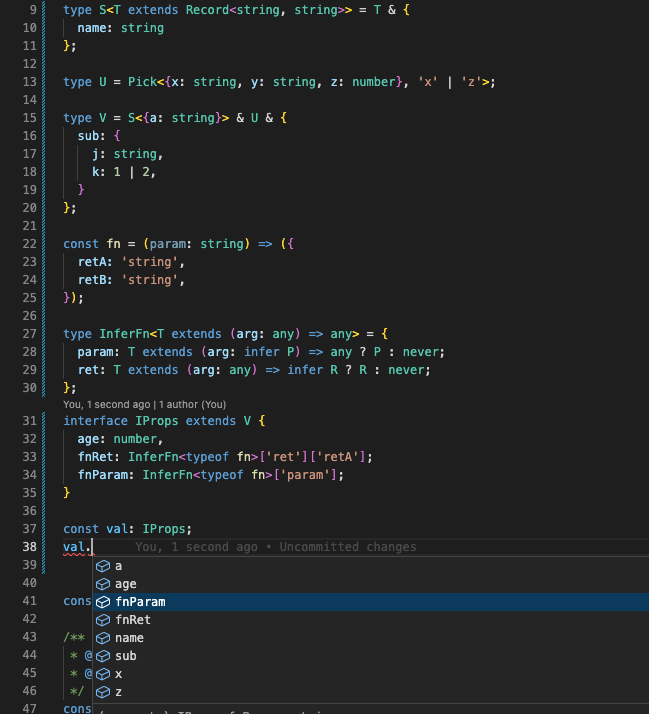 9 type S<T extends Record<string, string>> = T & {
10 name: string
11 };
12
13 type U = Pick<{x: string, y: string, z: number}, 'x' | 'z'>;
14
15 type V = S<{a: string}> & U & {
16 sub: {
17 j: string,
18 k: 1 | 2,
19 }
20 };
21
22 const fn = (param: string) => ({
23 retA: 'string',
24 retB: 'string',
25 });
26
27 type InferFn<T extends (arg: any) => any> = {
28 param: T extends (arg: infer P) => any ? P : never;
29 ret: T extends (arg: any) => infer R ? R : never;
30 };
You, 1 second ago | 1 author (You)
31 interface IProps extends V {
32 age: number,
33 fnRet: InferFn<typeof fn>['ret']['retA'];
34 fnParam: InferFn<typeof fn>['param'];
35 }
36
37 const val: IProps;
38 val. You, 1 second ago • Uncommitted changes
39 a
40 age
41 cons fnParam
42 fnRet
43 /** name
44 * @ sub
45 * @ x
46 */ z
47 cons